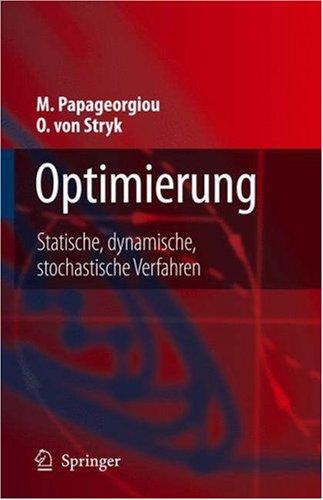 M. Papageorgiou
O. von Stryk
Optimierung
Statische, dynamische,
stochastische Verfahren
Springer